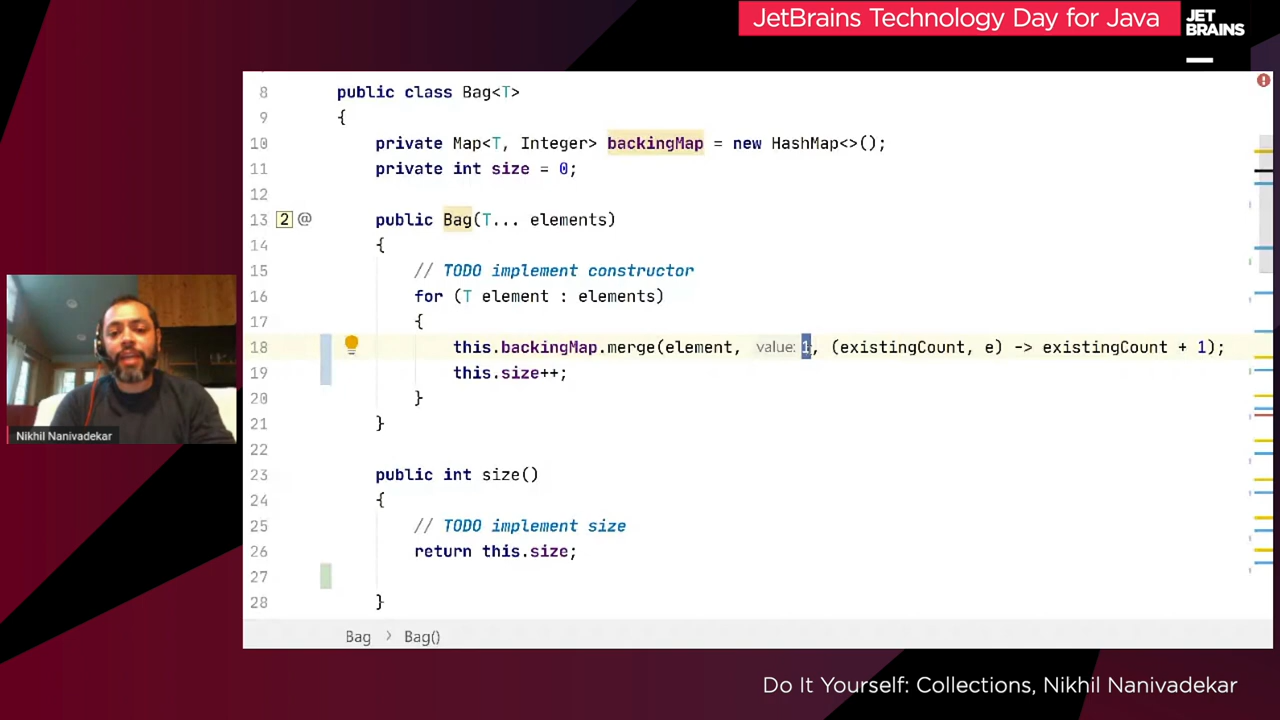 JetBrains Technology Day for Java
JET
BRAINS
8 public class Bag<T>
9 {
10 private Map<T, Integer> backingMap = new HashMap<>();
11 private int size = 0;
12
13 2 @ public Bag(T... elements)
14 {
15 // TODO implement constructor
16 for (T element : elements)
17 {
18 this.backingMap.merge(element, value: 1, (existingCount, e) -> existingCount + 1);
19 this.size++;
20 }
21 }
22
23 public int size()
24 {
25 // TODO implement size
26 return this.size;
27
28 }
Bag > Bag()
Nikhil Nanivadekar
Do It Yourself: Collections, Nikhil Nanivadekar